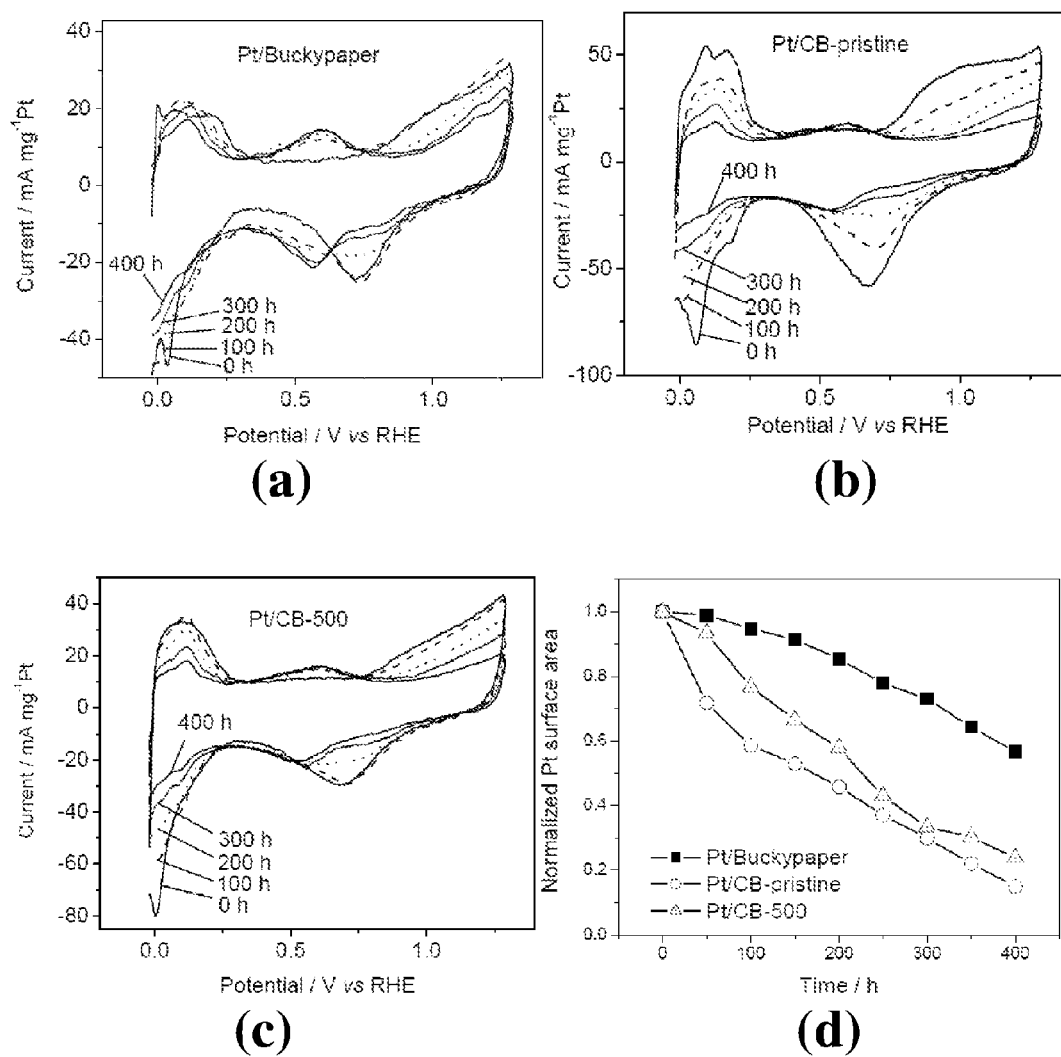 Pt/Buckypaper
Current / mA mg⁻¹Pt
40
20
0
-20
-40
400 h
300 h
200 h
100 h
0 h
0.0 0.5 1.0
Potential / V vs RHE
(a)
Pt/CB-pristine
Current / mA mg⁻¹Pt
50
0
-50
-100
400 h
300 h
200 h
100 h
0 h
0.0 0.5 1.0
Potential / V vs RHE
(b)
Pt/CB-500
Current / mA mg⁻¹Pt
40
20
0
-20
-40
-60
-80
400 h
300 h
200 h
100 h
0 h
0.0 0.5 1.0
Potential / V vs RHE
(c)
Normalized Pt surface area
1.0
0.8
0.6
0.4
0.2
0.0
Pt/Buckypaper
Pt/CB-pristine
Pt/CB-500
0 100 200 300 400
Time / h
(d)